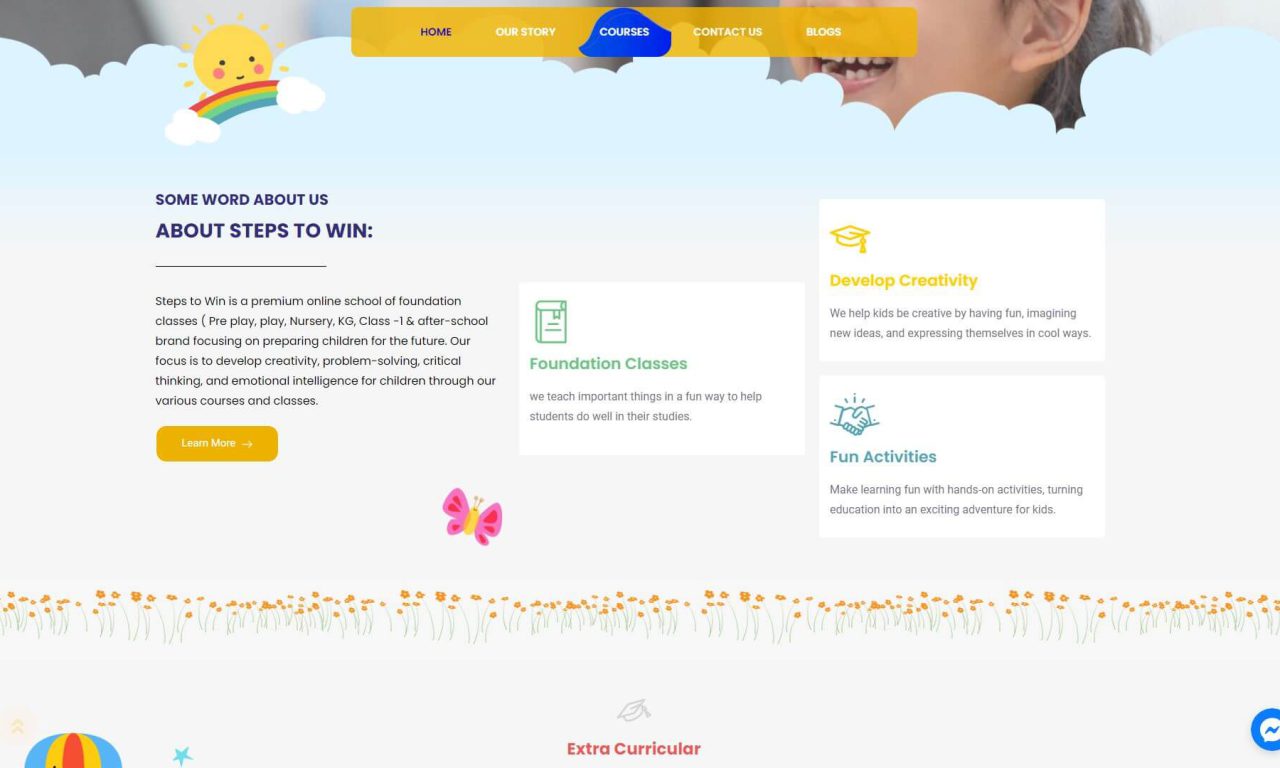 HOME OUR STORY COURSES CONTACT US BLOGS
SOME WORD ABOUT US
ABOUT STEPS TO WIN:
Steps to Win is a premium online school of foundation
classes ( Pre play, play, Nursery, KG, Class -1 & after-school
brand focusing on preparing children for the future. Our
focus is to develop creativity, problem-solving, critical
thinking, and emotional intelligence for children through our
various courses and classes.
Learn More →
Foundation Classes
we teach important things in a fun way to help
students do well in their studies.
Develop Creativity
We help kids be creative by having fun, imagining
new ideas, and expressing themselves in cool ways.
Fun Activities
Make learning fun with hands-on activities, turning
education into an exciting adventure for kids.
Extra Curricular